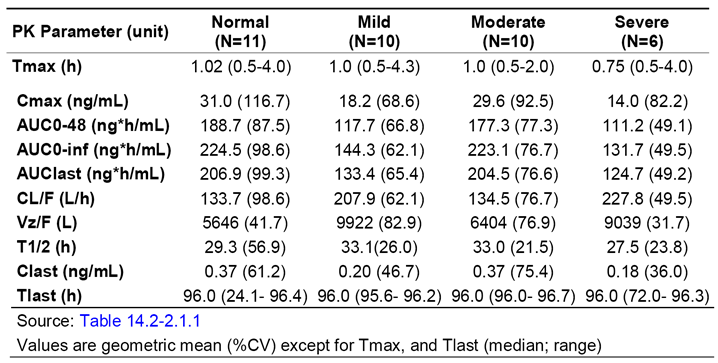 PK Parameter (unit) Normal (N=11) Mild (N=10) Moderate (N=10) Severe (N=6)
Tmax (h) 1.02 (0.5-4.0) 1.0 (0.5-4.3) 1.0 (0.5-2.0) 0.75 (0.5-4.0)
Cmax (ng/mL) 31.0 (116.7) 18.2 (68.6) 29.6 (92.5) 14.0 (82.2)
AUC0-48 (ng*h/mL) 188.7 (87.5) 117.7 (66.8) 177.3 (77.3) 111.2 (49.1)
AUC0-inf (ng*h/mL) 224.5 (98.6) 144.3 (62.1) 223.1 (76.7) 131.7 (49.5)
AUClast (ng*h/mL) 206.9 (99.3) 133.4 (65.4) 204.5 (76.6) 124.7 (49.2)
CL/F (L/h) 133.7 (98.6) 207.9 (62.1) 134.5 (76.7) 227.8 (49.5)
Vz/F (L) 5646 (41.7) 9922 (82.9) 6404 (76.9) 9039 (31.7)
T1/2 (h) 29.3 (56.9) 33.1(26.0) 33.0 (21.5) 27.5 (23.8)
Clast (ng/mL) 0.37 (61.2) 0.20 (46.7) 0.37 (75.4) 0.18 (36.0)
Tlast (h) 96.0 (24.1- 96.4) 96.0 (95.6- 96.2) 96.0 (96.0- 96.7) 96.0 (72.0- 96.3)
Source: Table 14.2-2.1.1
Values are geometric mean (%CV) except for Tmax, and Tlast (median; range)